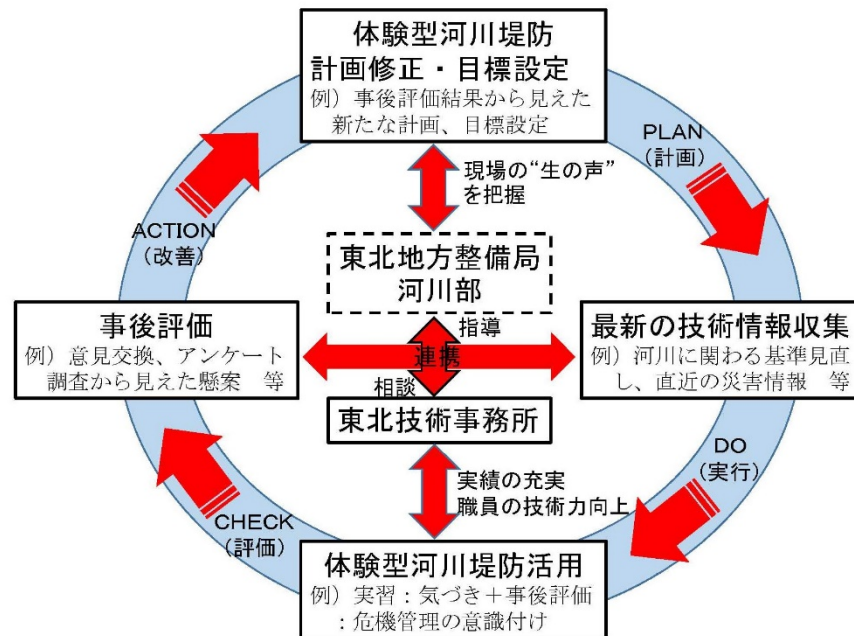 体験型河川堤防
計画修正・目標設定
例）事後評価結果から見えた
新たな計画、目標設定
PLAN
（計画）
現場の“生の声”
を把握
ACTION
（改善）
東北地方整備局
河川部
事後評価
例）意見交換、アンケート
調査から見えた懸案　等
指導
連携
相談
最新の技術情報収集
例）河川に関わる基準見直
し、直近の災害情報　等
東北技術事務所
DO
（実行）
実績の充実
職員の技術力向上
CHECK
（評価）
体験型河川堤防活用
例）実習：気づき＋事後評価
：危機管理の意識付け